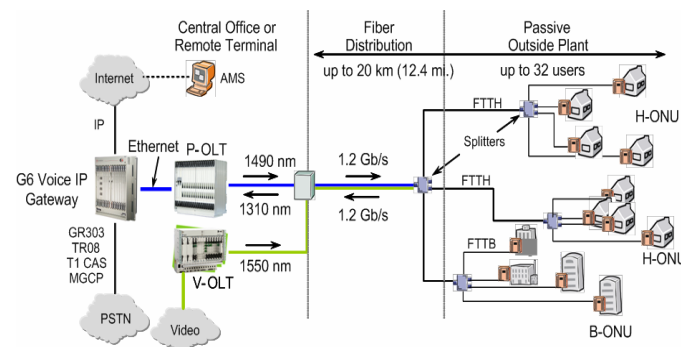 Central Office or
Remote Terminal
Fiber
Distribution
Passive
Outside Plant
up to 20 km (12.4 mi.)
up to 32 users
Internet
AMS
FTTH
H-ONU
IP
Ethernet
P-OLT
1490 nm
1.2 Gb/s
Splitters
G6 Voice IP
Gateway
1310 nm
1.2 Gb/s
FTTH
GR303
TR08
T1 CAS
MGCP
1550 nm
FTTB
H-ONU
V-OLT
PSTN
Video
B-ONU